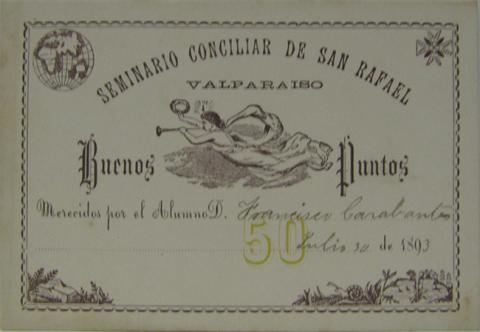 SEMINARIO CONCILIAR DE SAN RAFAEL
VALPARAISO
Buenos Puntos
Merecidos por el Alumno D. Francisco Carabantes
50
Julio 30 de 1893